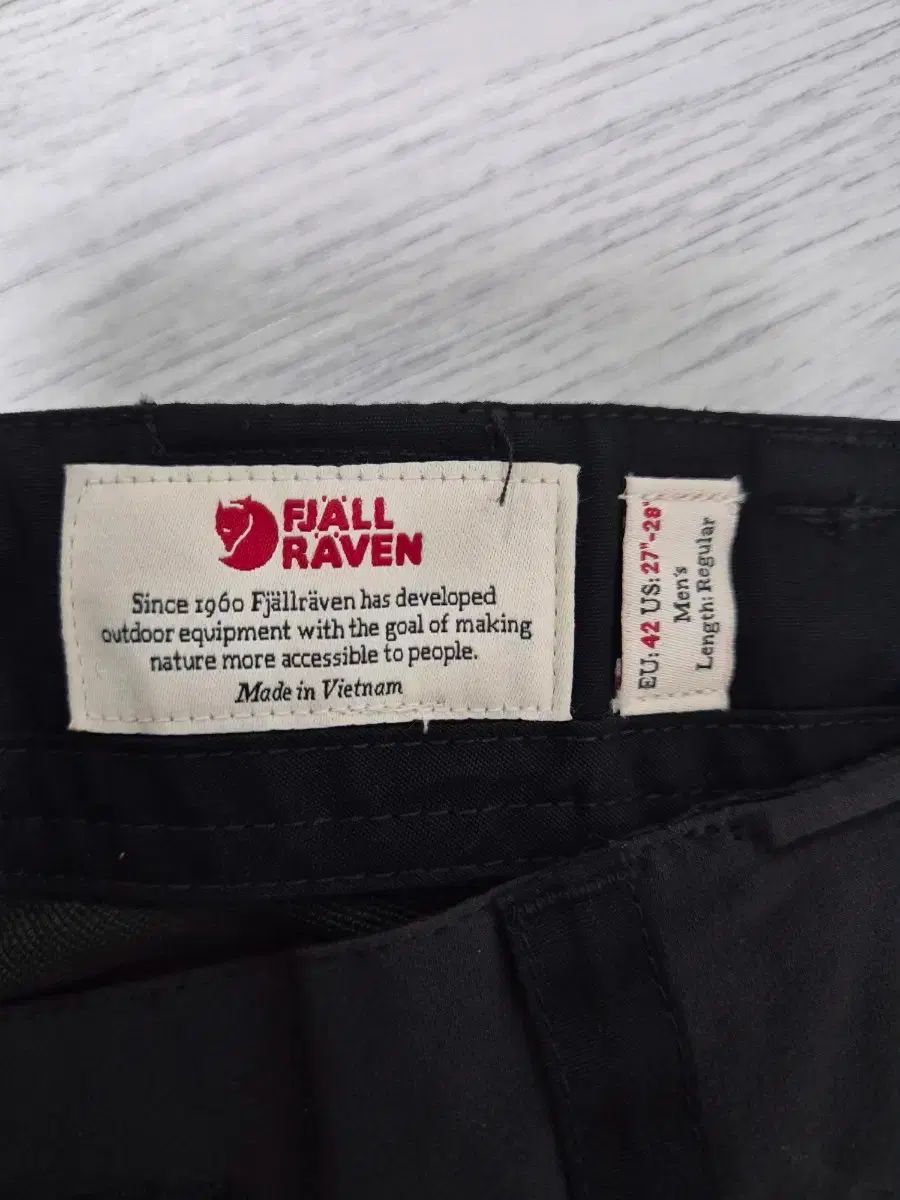 FJÄLL
RÄVEN
Since 1960 Fjällräven has developed
outdoor equipment with the goal of making
nature more accessible to people.
Made in Vietnam
EU: 42 US: 27"-28"
Men's
Length: Regular